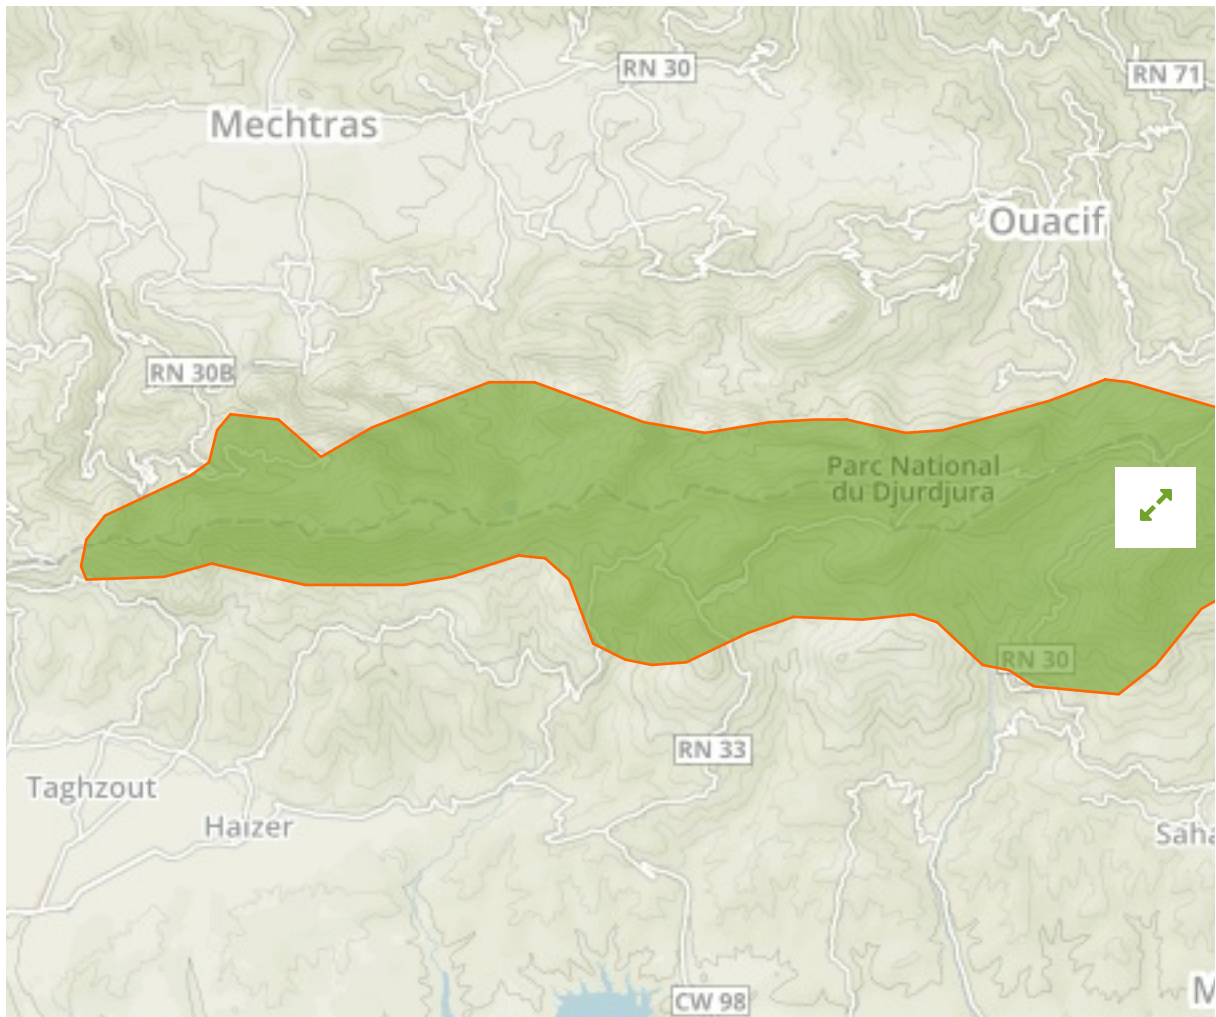 RN 30
RN 71
Mechtras
Ouacif
RN 30B
Parc National
du Djurdjura
RN 30
RN 33
Taghzout
Haizer
Saha
M
CW 98